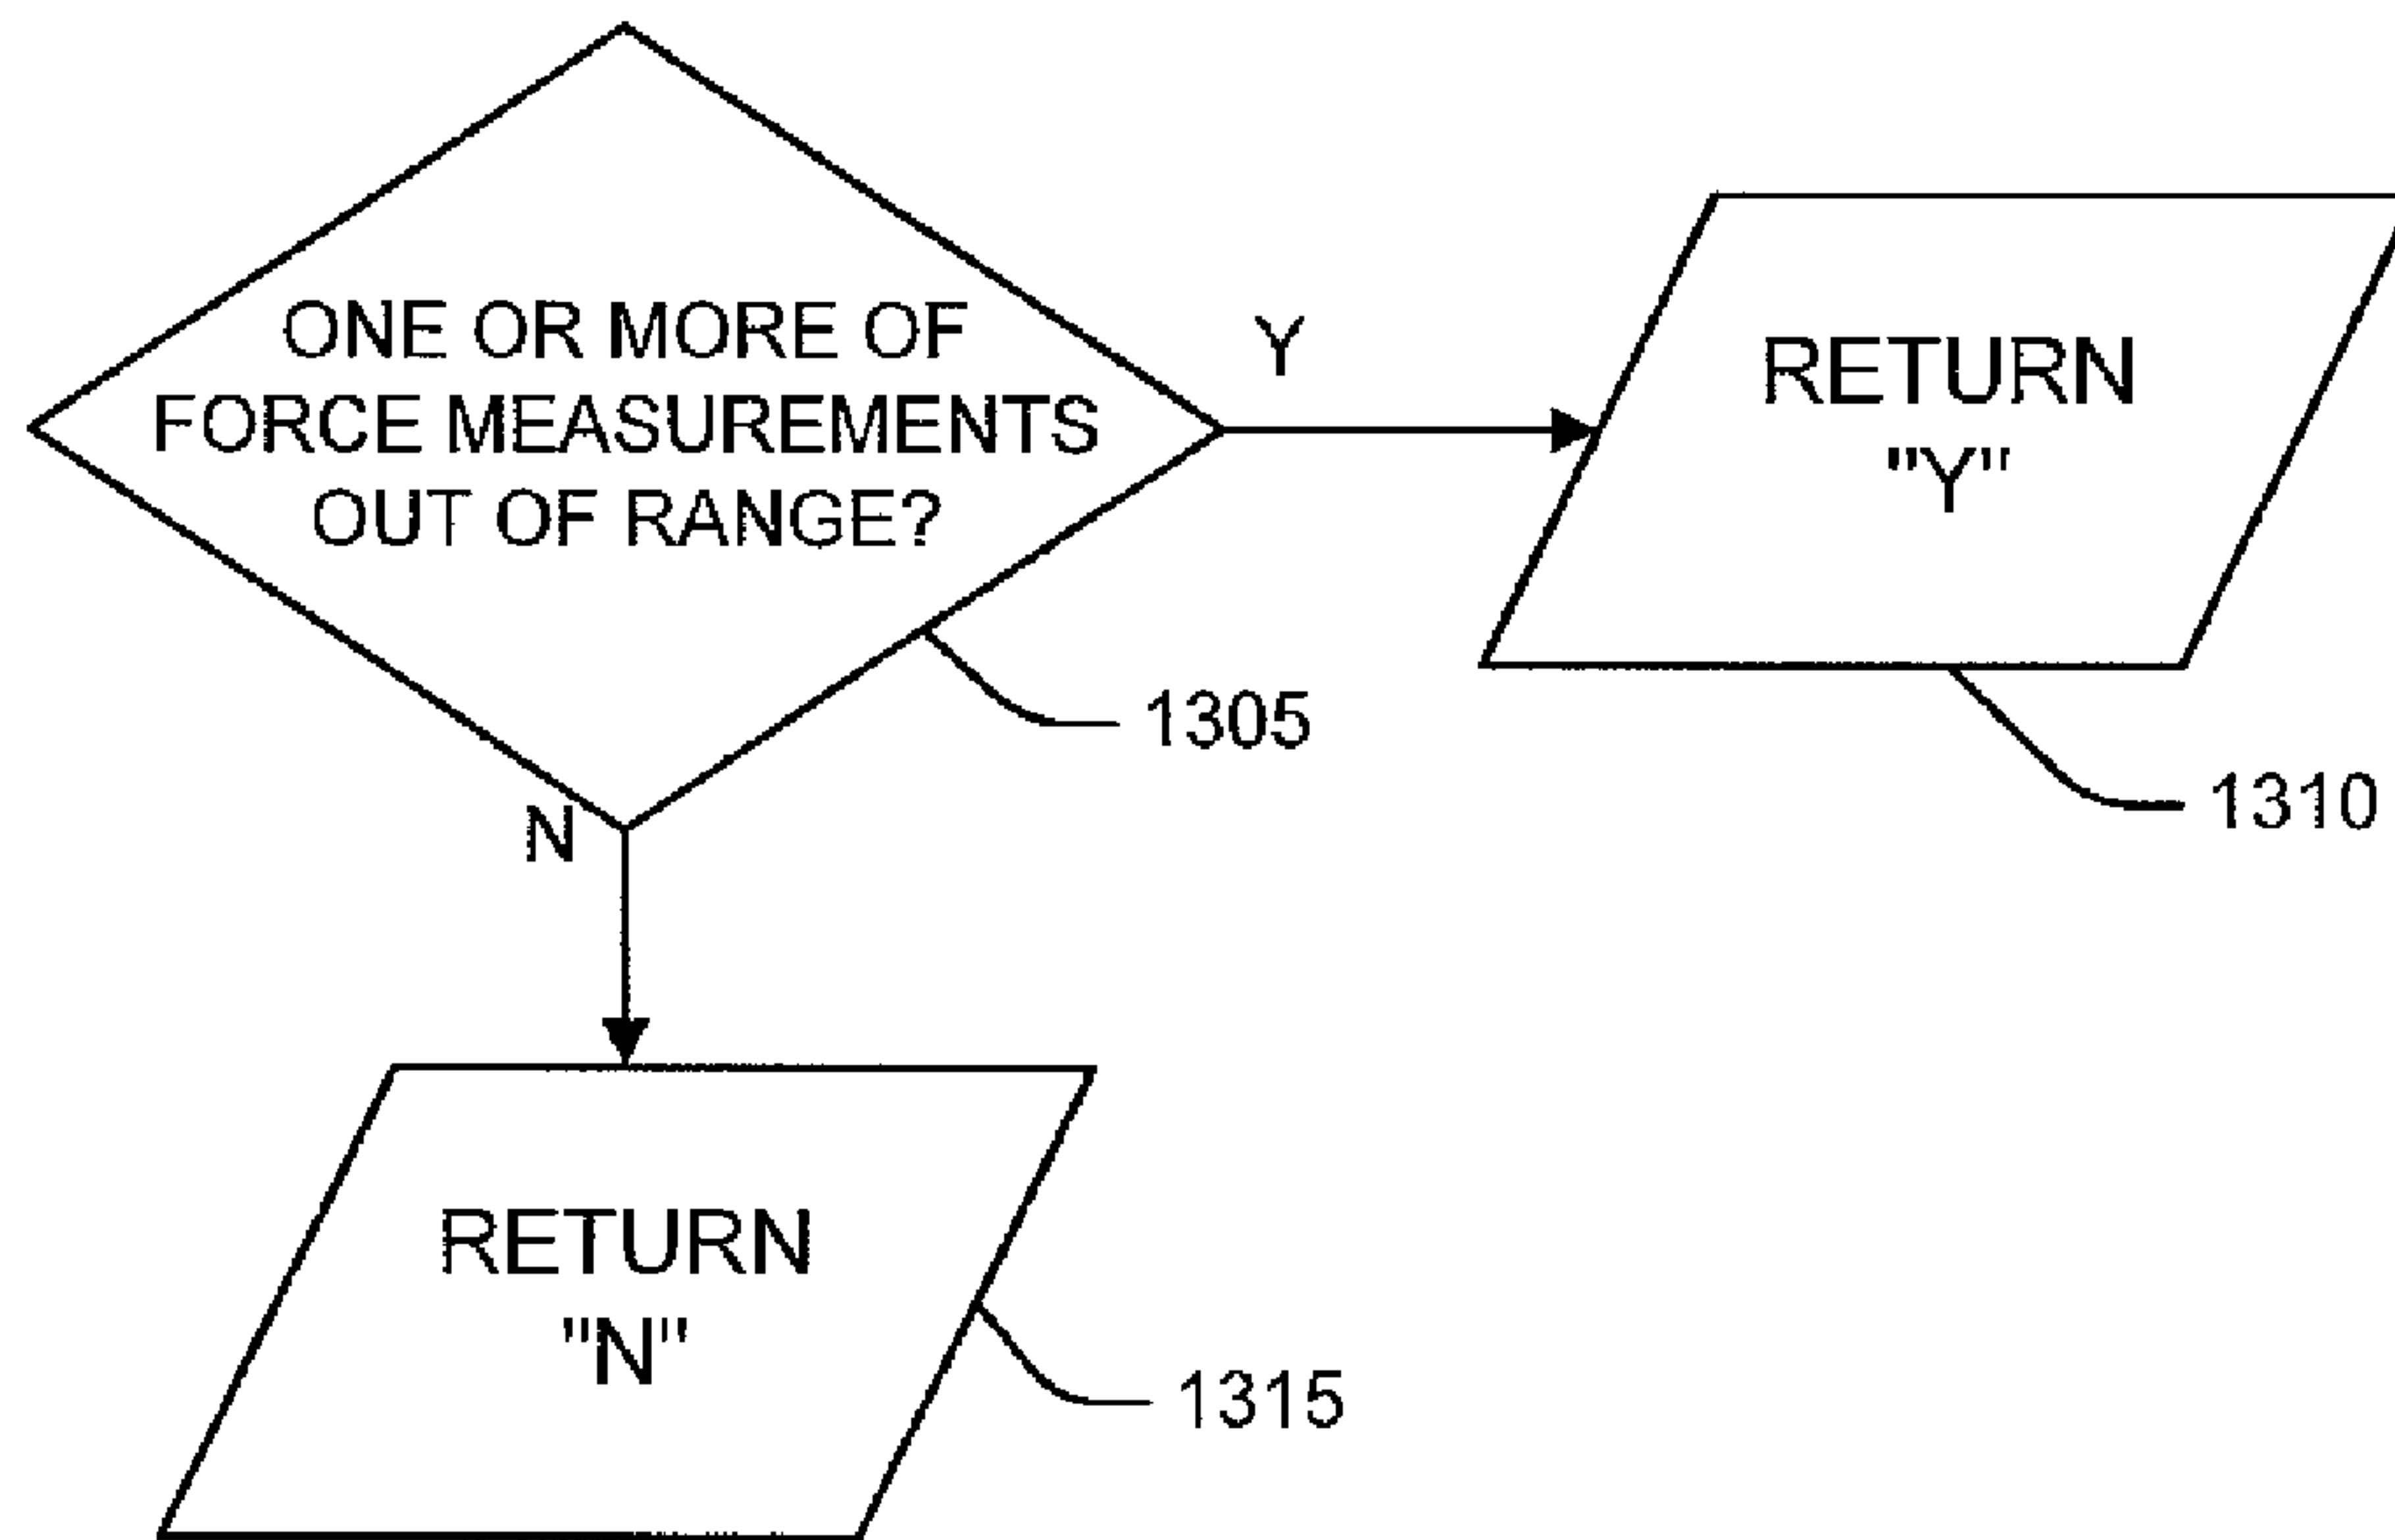 ONE OR MORE OF
FORCE MEASUREMENTS
OUT OF RANGE?
Y
RETURN
"Y"
1305
1310
N
RETURN
"N"
1315